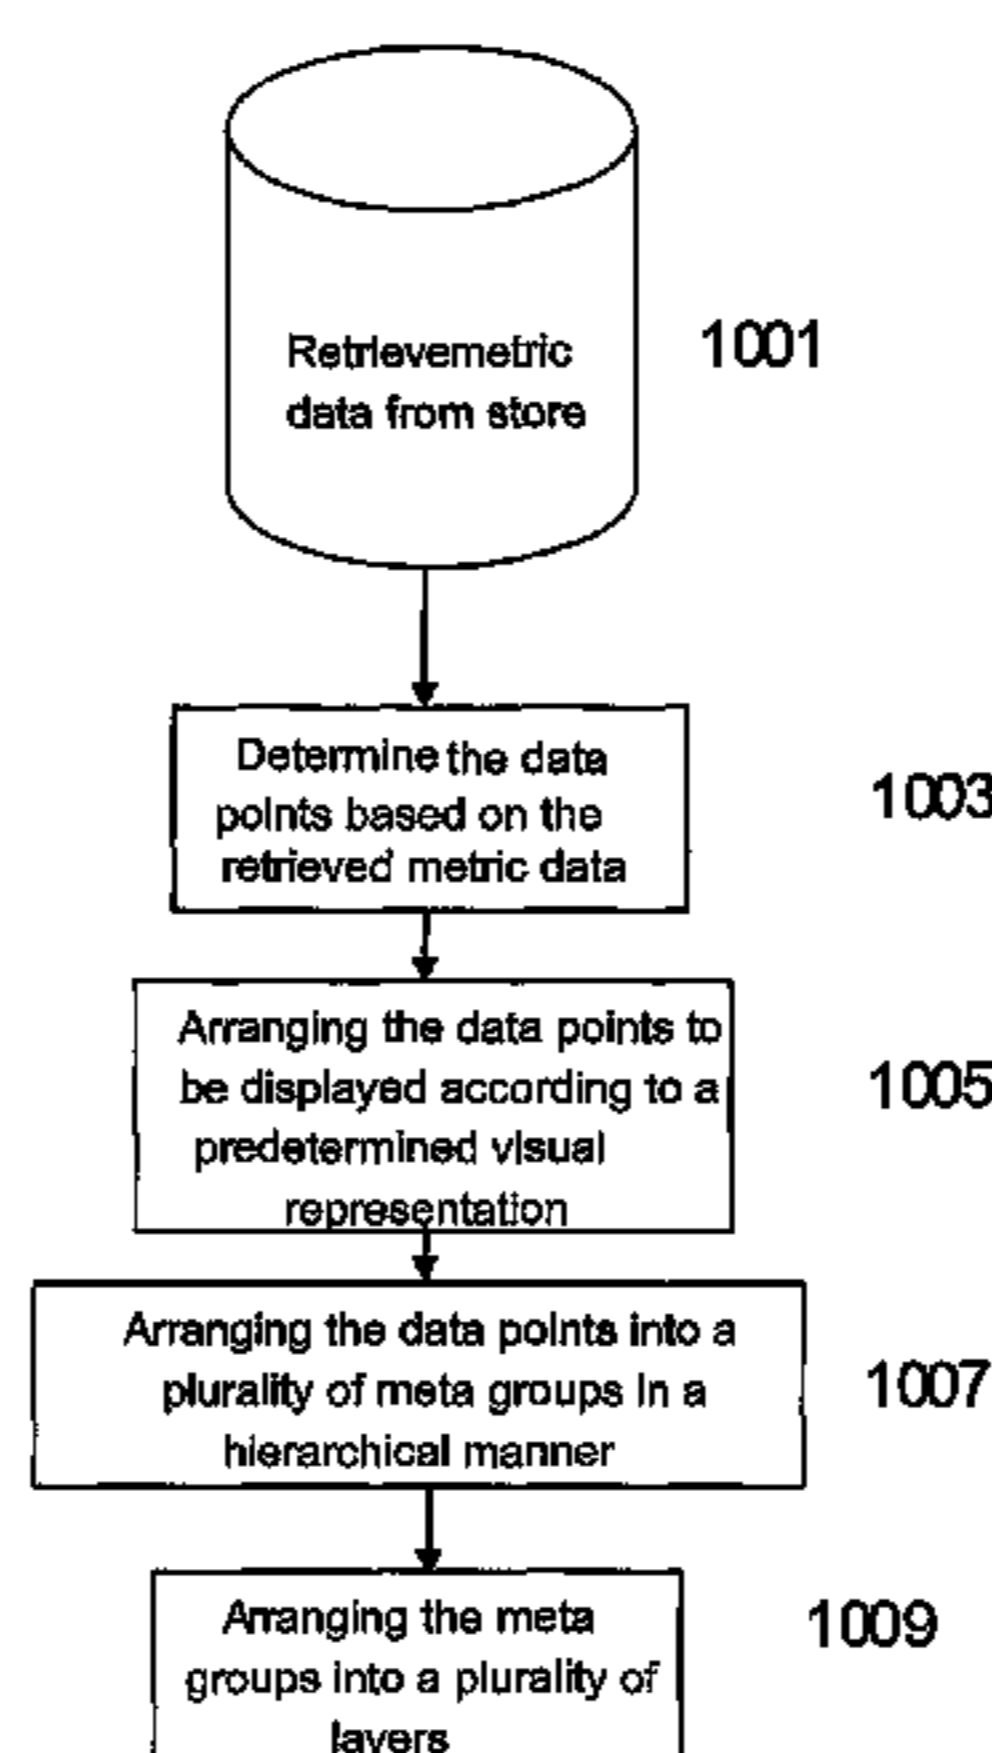 Retrievemetric
data from store
1001
Determine the data
points based on the
retrieved metric data
1003
Arranging the data points to
be displayed according to a
predetermined visual
representation
1005
Arranging the data points into a
plurality of meta groups in a
hierarchical manner
1007
Arranging the meta
groups into a plurality of
layers
1009